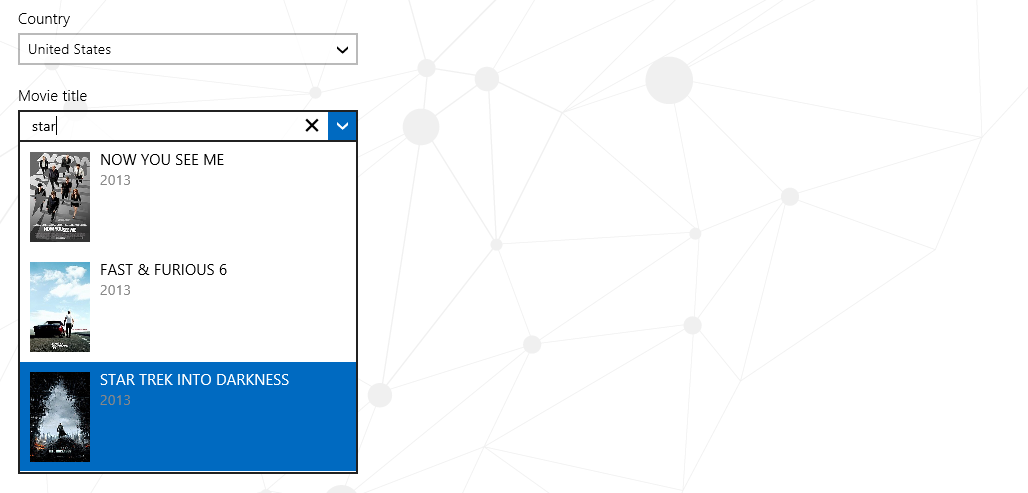 Country
United States
Movie title
star
NOW YOU SEE ME
2013
FAST & FURIOUS 6
2013
STAR TREK INTO DARKNESS
2013